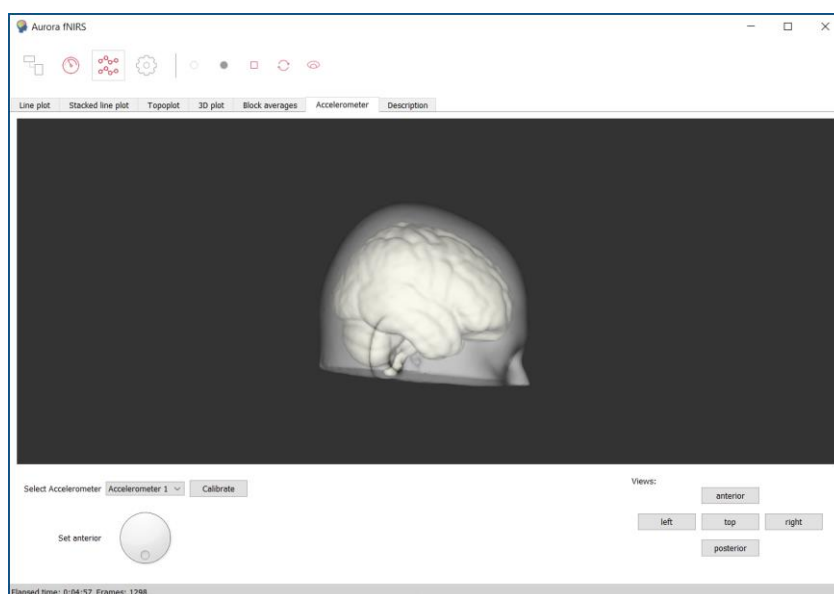 Aurora fNIRS
Line plot Stacked line plot Topoplot 3D plot Block averages Accelerometer Description
Select Accelerometer Accelerometer 1 Calibrate
Set anterior
Views:
anterior
left top right
posterior
Elapsed time: 0:04:57 Frames: 1298